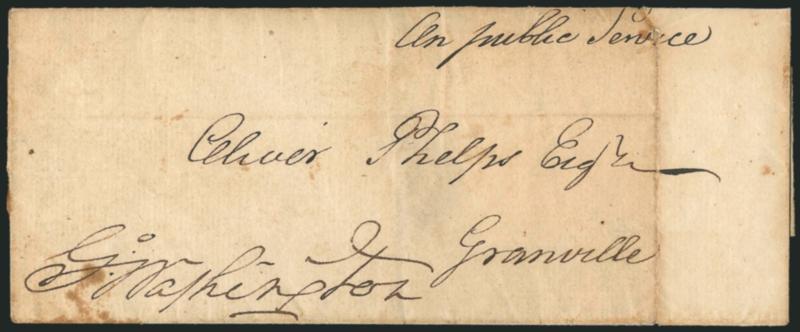 On public Service
Oliver Phelps Esqr
Granville
Go: Washington